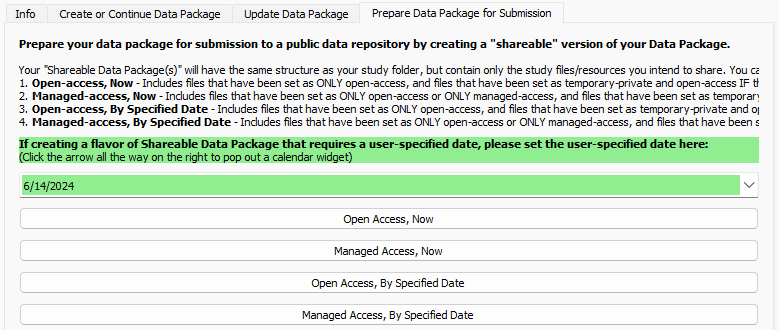 Info
Create or Continue Data Package
Update Data Package
Prepare Data Package for Submission
Prepare your data package for submission to a public data repository by creating a "shareable" version of your Data Package.
Your "Shareable Data Package(s)" will have the same structure as your study folder, but contain only the study files/resources you intend to share. You ca
1. Open-access, Now - Includes files that have been set as ONLY open-access, and files that have been set as temporary-private and open-access IF th
2. Managed-access, Now - Includes files that have been set as ONLY open-access or ONLY managed-access, and files that have been set as temporary
3. Open-access, By Specified Date - Includes files that have been set as ONLY open-access, and files that have been set as temporary-private and op
4. Managed-access, By Specified Date - Includes files that have been set as ONLY open-access or ONLY managed-access, and files that have been s
If creating a flavor of Shareable Data Package that requires a user-specified date, please set the user-specified date here:
(Click the arrow all the way on the right to pop out a calendar widget)
6/14/2024
Open Access, Now
Managed Access, Now
Open Access, By Specified Date
Managed Access, By Specified Date